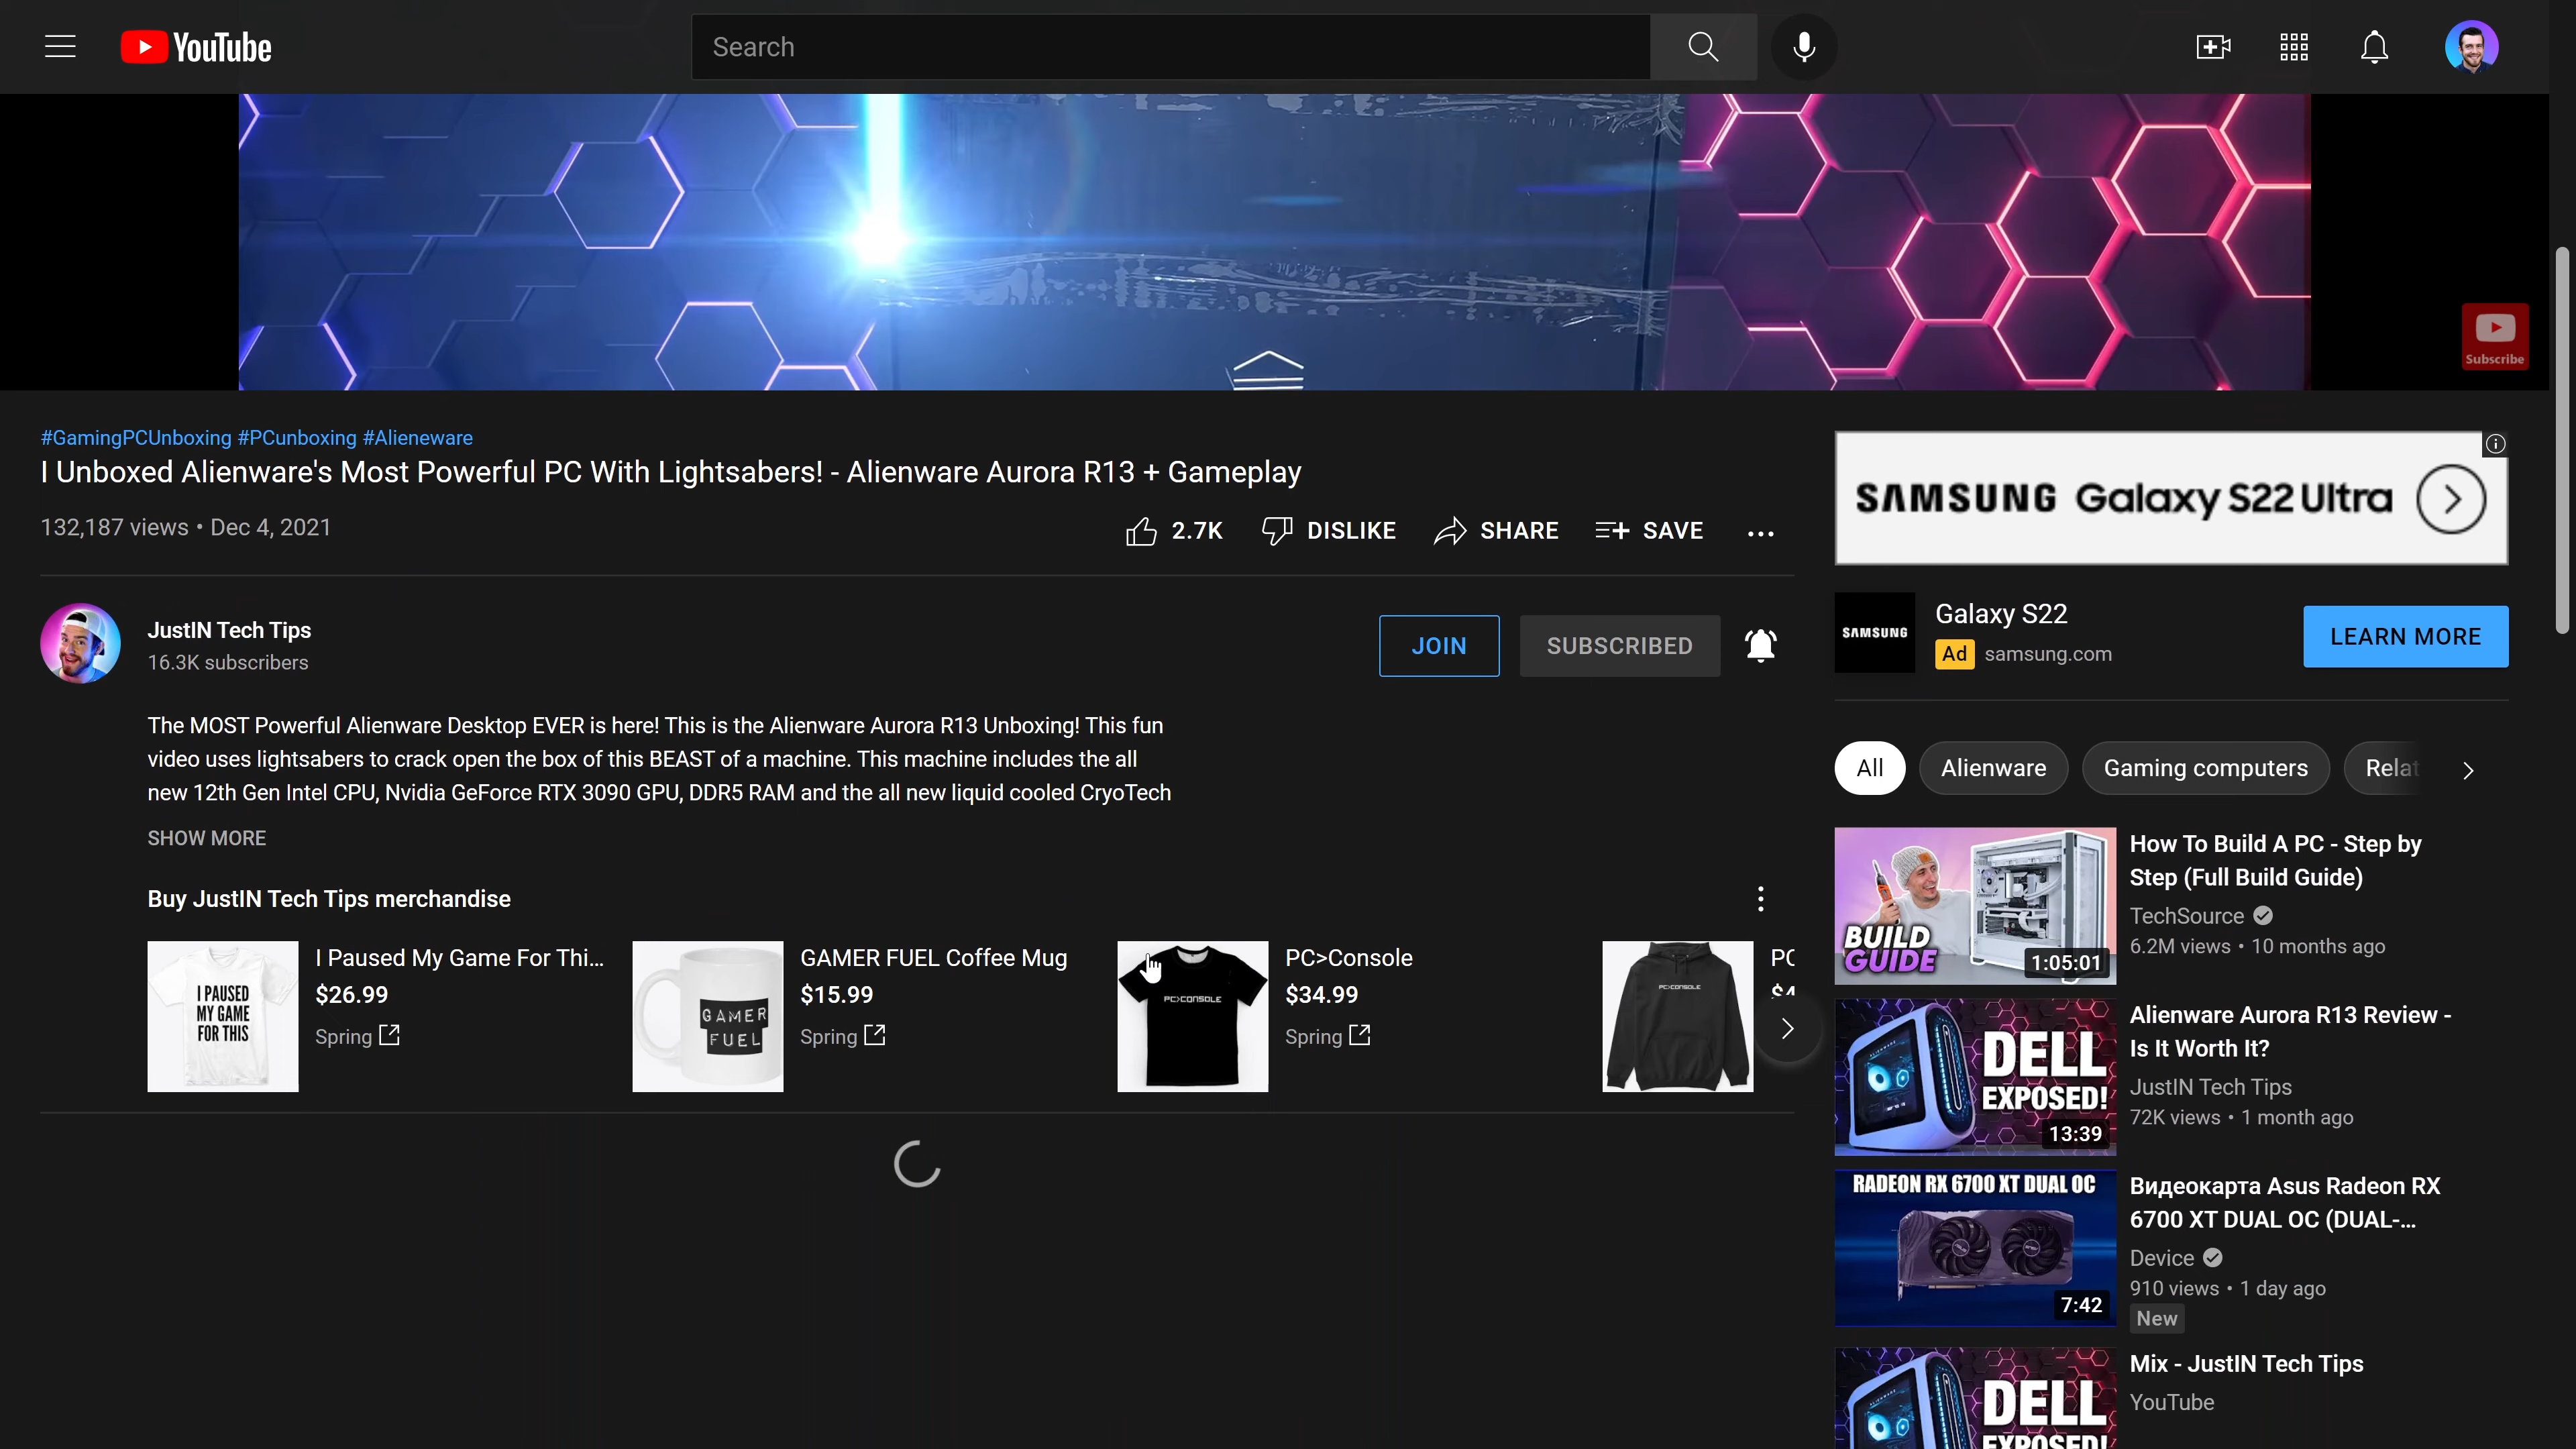 YouTube
Search
Subscribe
#GamingPCUnboxing #PCunboxing #Alieneware
I Unboxed Alienware's Most Powerful PC With Lightsabers! - Alienware Aurora R13 + Gameplay
132,187 views • Dec 4, 2021
2.7K
DISLIKE
SHARE
SAVE
JustIN Tech Tips
16.3K subscribers
JOIN
SUBSCRIBED
The MOST Powerful Alienware Desktop EVER is here! This is the Alienware Aurora R13 Unboxing! This fun
video uses lightsabers to crack open the box of this BEAST of a machine. This machine includes the all
new 12th Gen Intel CPU, Nvidia GeForce RTX 3090 GPU, DDR5 RAM and the all new liquid cooled CryoTech
SHOW MORE
Buy JustIN Tech Tips merchandise
I PAUSED
MY GAME
FOR THIS
I Paused My Game For Thi...
$26.99
Spring
GAMER
FUEL
GAMER FUEL Coffee Mug
$15.99
Spring
PC>CONSOLE
PC>Console
$34.99
Spring
PC>CONSOLE
SAMSUNG Galaxy S22 Ultra
SAMSUNG
Galaxy S22
Ad samsung.com
LEARN MORE
All
Alienware
Gaming computers
Relat
BUILD
GUIDE
1:05:01
How To Build A PC - Step by
Step (Full Build Guide)
TechSource
6.2M views • 10 months ago
DELL
EXPOSED!
13:39
Alienware Aurora R13 Review -
Is It Worth It?
JustIN Tech Tips
72K views • 1 month ago
RADEON RX 6700 XT DUAL OC
7:42
Видеокарта Asus Radeon RX
6700 XT DUAL OC (DUAL-...
Device
910 views • 1 day ago
New
DELL
EXPOSED!
Mix - JustIN Tech Tips
YouTube